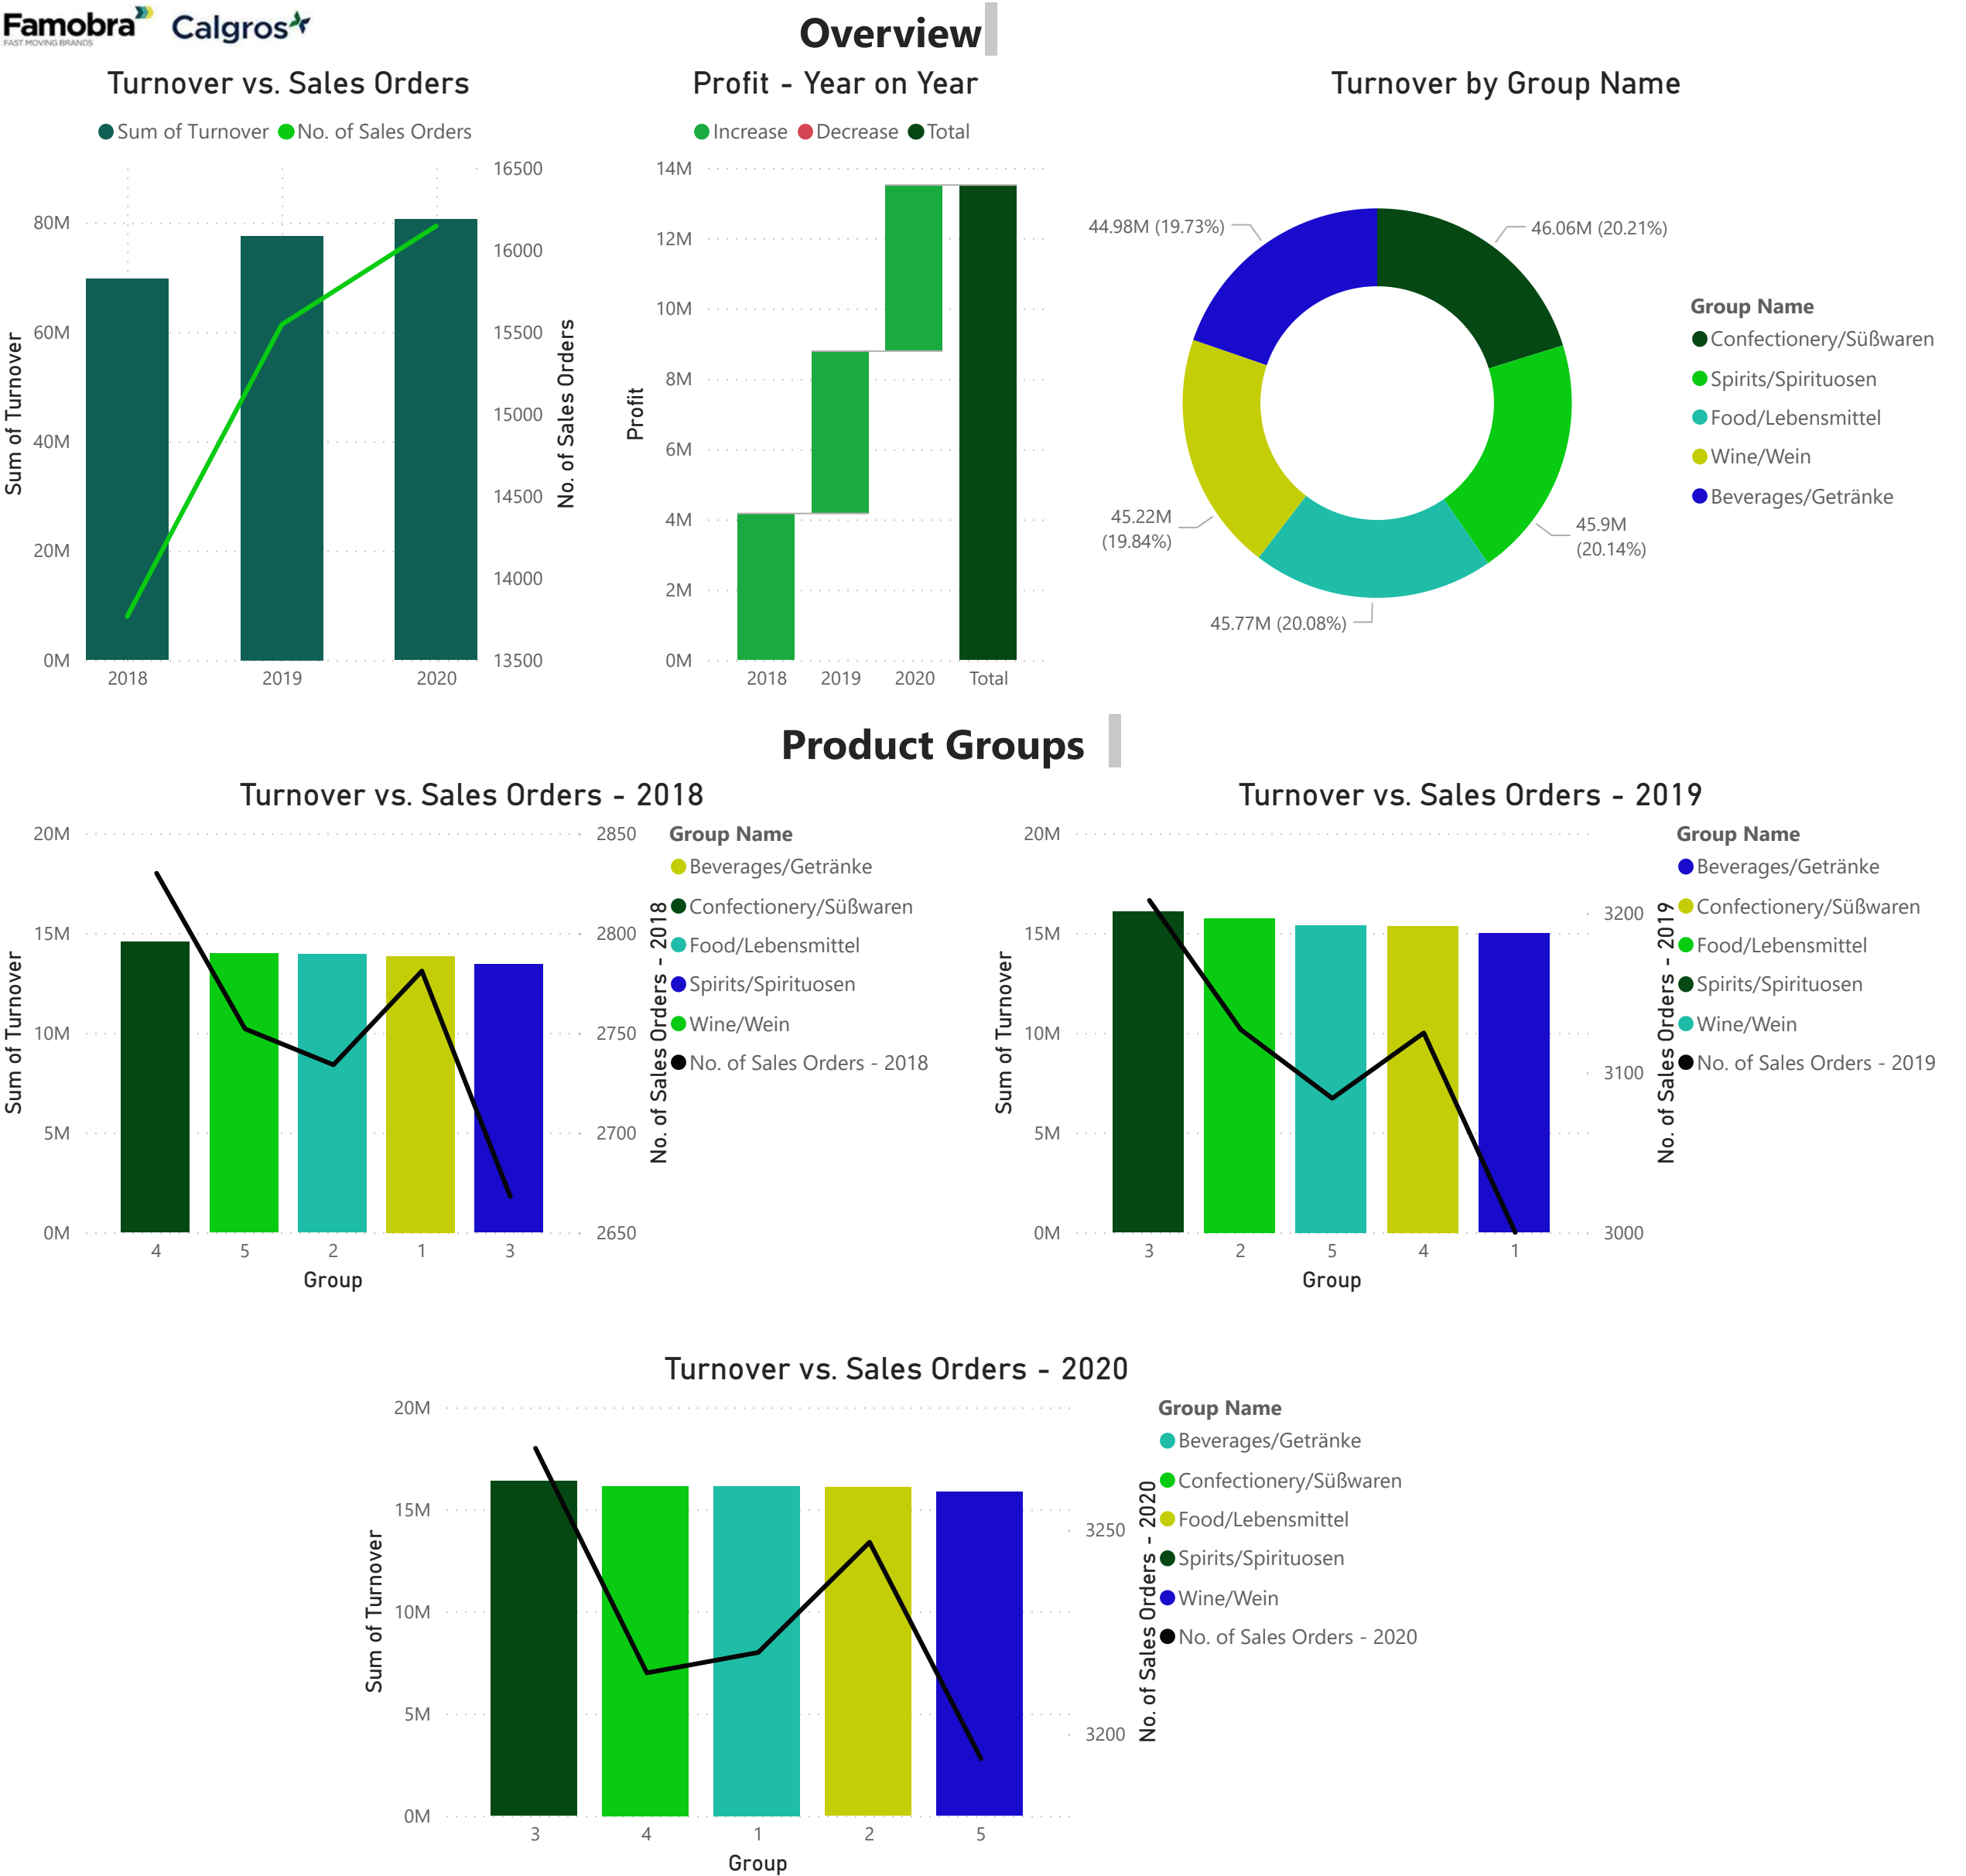 Famobra
FAST MOVING BRANDS
Calgros
Overview
Turnover vs. Sales Orders
Sum of Turnover
No. of Sales Orders
80M
60M
40M
20M
0M
16500
16000
15500
15000
14500
14000
13500
Sum of Turnover
No. of Sales Orders
2018
2019
2020
Profit - Year on Year
Increase
Decrease
Total
14M
12M
10M
8M
6M
4M
2M
0M
Profit
2018
2019
2020
Total
Turnover by Group Name
44.98M (19.73%)
46.06M (20.21%)
45.22M
(19.84%)
45.9M
(20.14%)
45.77M (20.08%)
Group Name
Confectionery/Süßwaren
Spirits/Spirituosen
Food/Lebensmittel
Wine/Wein
Beverages/Getränke
Product Groups
Turnover vs. Sales Orders - 2018
20M
15M
10M
5M
0M
Sum of Turnover
2850
2800
2750
2700
2650
No. of Sales Orders - 2018
4
5
2
1
3
Group
Group Name
Beverages/Getränke
Confectionery/Süßwaren
Food/Lebensmittel
Spirits/Spirituosen
Wine/Wein
No. of Sales Orders - 2018
Turnover vs. Sales Orders - 2019
20M
15M
10M
5M
0M
Sum of Turnover
3200
3100
3000
No. of Sales Orders - 2019
3
2
5
4
1
Group
Group Name
Beverages/Getränke
Confectionery/Süßwaren
Food/Lebensmittel
Spirits/Spirituosen
Wine/Wein
No. of Sales Orders - 2019
Turnover vs. Sales Orders - 2020
20M
15M
10M
5M
0M
Sum of Turnover
3250
3200
No. of Sales Orders - 2020
3
4
1
2
5
Group
Group Name
Beverages/Getränke
Confectionery/Süßwaren
Food/Lebensmittel
Spirits/Spirituosen
Wine/Wein
No. of Sales Orders - 2020